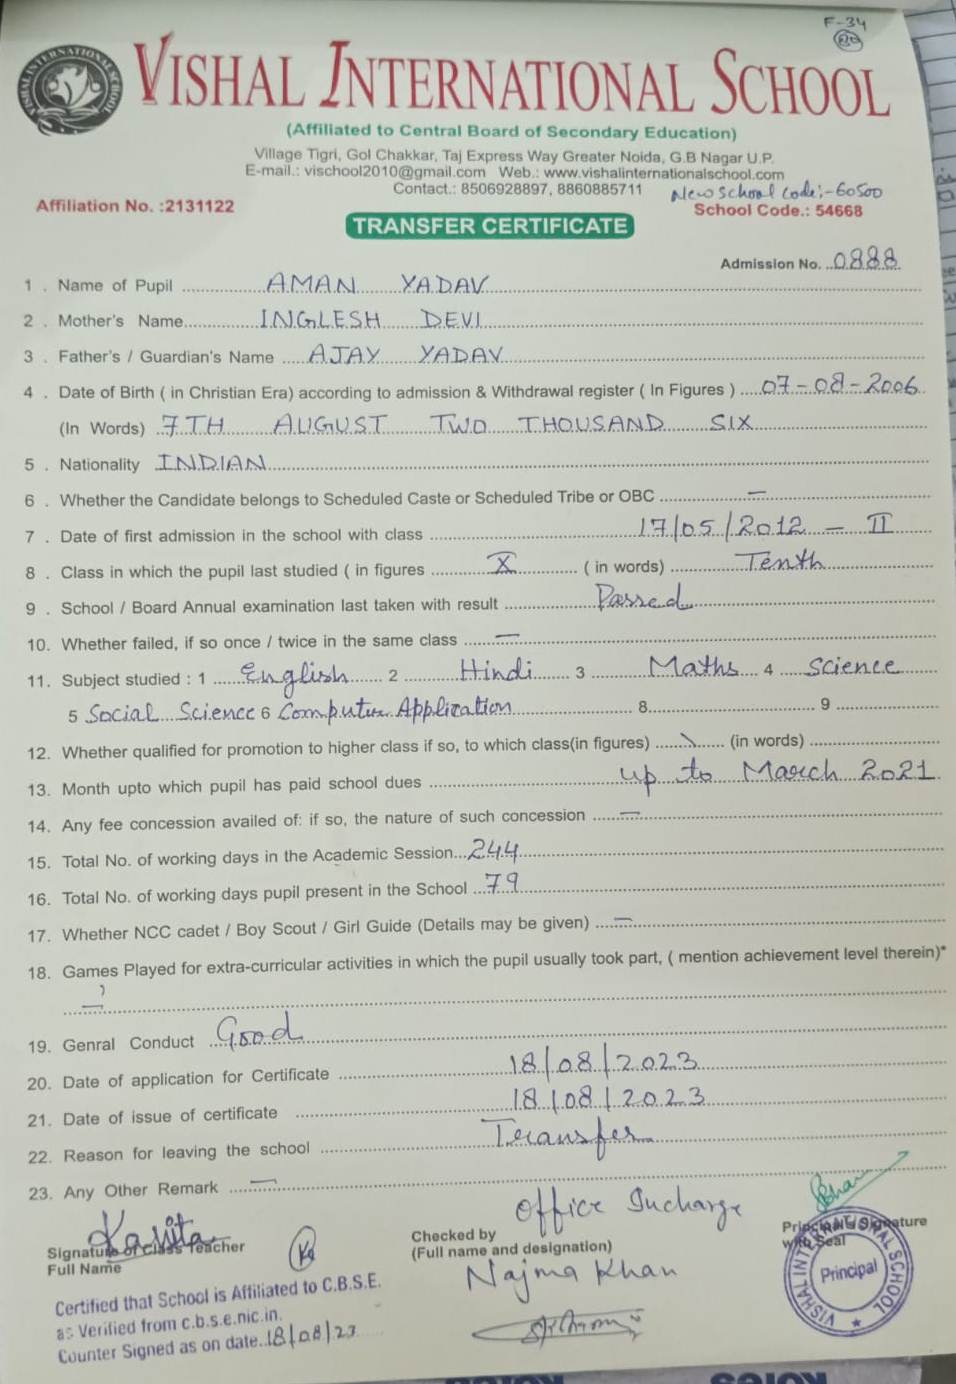 F-34
20
VISHAL INTERNATIONAL SCHOOL
VISHAL INTERNATIONAL SCHOOL
(Affiliated to Central Board of Secondary Education)
Village Tigri, Gol Chakkar, Taj Express Way Greater Noida, G.B Nagar U.P.
E-mail.: vischool2010@gmail.com Web.: www.vishalinternationalschool.com
Contact.: 8506928897, 8860885711 New School Code:- 60500
Affiliation No. :2131122 School Code.: 54668
TRANSFER CERTIFICATE
Admission No. 0888
1 . Name of Pupil AMAN YADAV
2 . Mother's Name INGLESH DEVI
3 . Father's / Guardian's Name AJAY YADAV
4 . Date of Birth ( in Christian Era) according to admission & Withdrawal register ( In Figures ) 07-08-2006
(In Words) 7TH AUGUST TWO THOUSAND SIX
5 . Nationality INDIAN
6 . Whether the Candidate belongs to Scheduled Caste or Scheduled Tribe or OBC —
7 . Date of first admission in the school with class 17/05/2012 — II
8 . Class in which the pupil last studied ( in figures X ( in words) Tenth
9 . School / Board Annual examination last taken with result Passed
10. Whether failed, if so once / twice in the same class —
11. Subject studied : 1 English 2 Hindi 3 Maths 4 Science
5 Social Science 6 Computer Application 8 9
12. Whether qualified for promotion to higher class if so, to which class(in figures) \ (in words)
13. Month upto which pupil has paid school dues up to March 2021
14. Any fee concession availed of: if so, the nature of such concession —
15. Total No. of working days in the Academic Session 244
16. Total No. of working days pupil present in the School 79
17. Whether NCC cadet / Boy Scout / Girl Guide (Details may be given) —
18. Games Played for extra-curricular activities in which the pupil usually took part, ( mention achievement level therein)*
—
19. Genral Conduct Good
20. Date of application for Certificate 18/08/2023
21. Date of issue of certificate 18/08/2023
22. Reason for leaving the school Transfer
23. Any Other Remark —
Kavita
Signature of Class Teacher
Full Name
Office Incharge
Checked by
(Full name and designation)
Najma Khan
Principal Signature
with Seal
VISHAL INTERNATIONAL SCHOOL
Principal
Certified that School is Affiliated to C.B.S.E.
as Verified from c.b.s.e.nic.in.
Counter Signed as on date 18/08/23